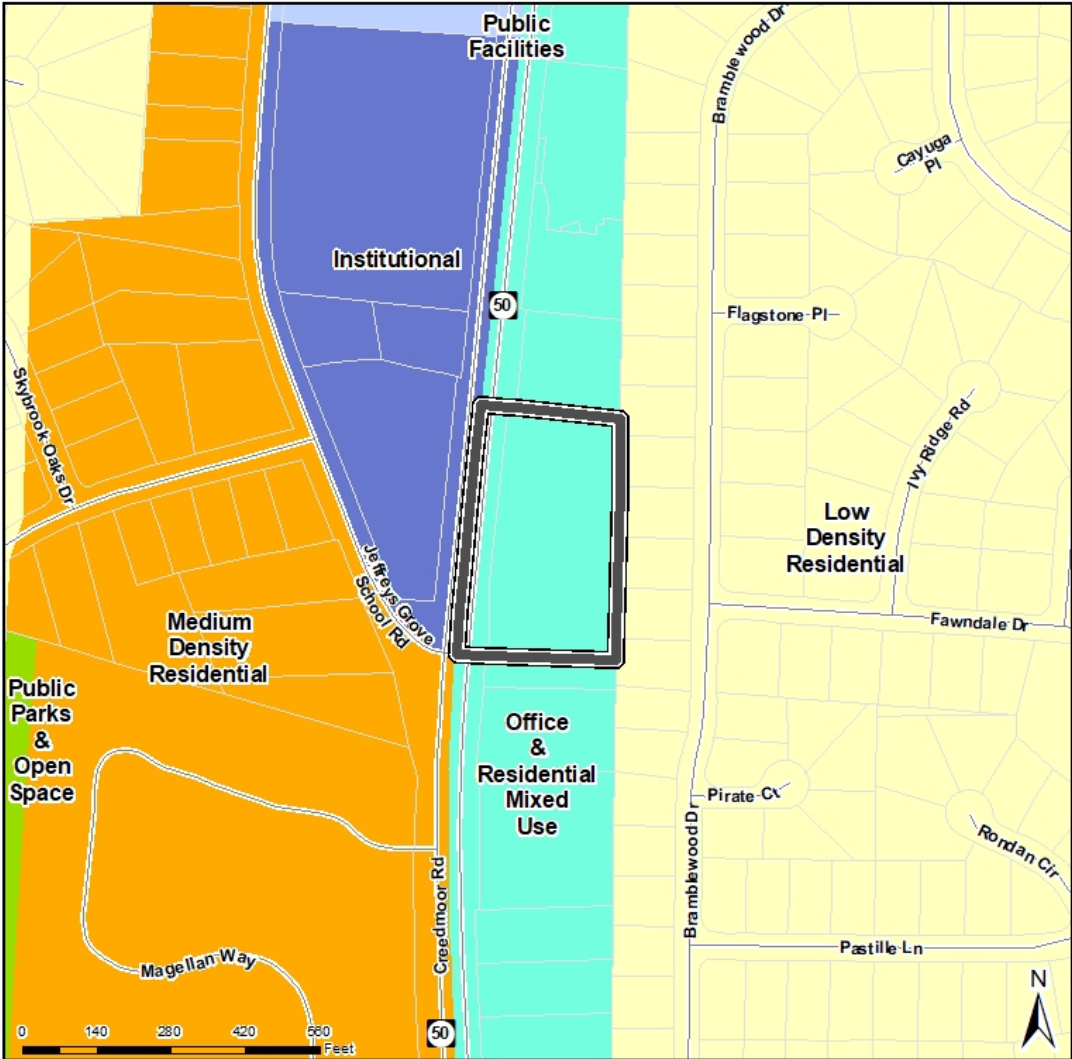 Public
Facilities
Bramblewood Dr
Cayuga
Pl
Institutional
50
Flagstone Pl
Skybrook Oaks Dr
Ivy Ridge Rd
Low
Density
Residential
Jeffreys Grove
School Rd
Fawndale Dr
Medium
Density
Residential
Public
Parks
&
Open
Space
Office
&
Residential
Mixed
Use
Pirate Ct
Rondan Cir
Bramblewood Dr
Creedmoor Rd
Pastille Ln
Magellan Way
N
0 140 280 420 560
Feet
50